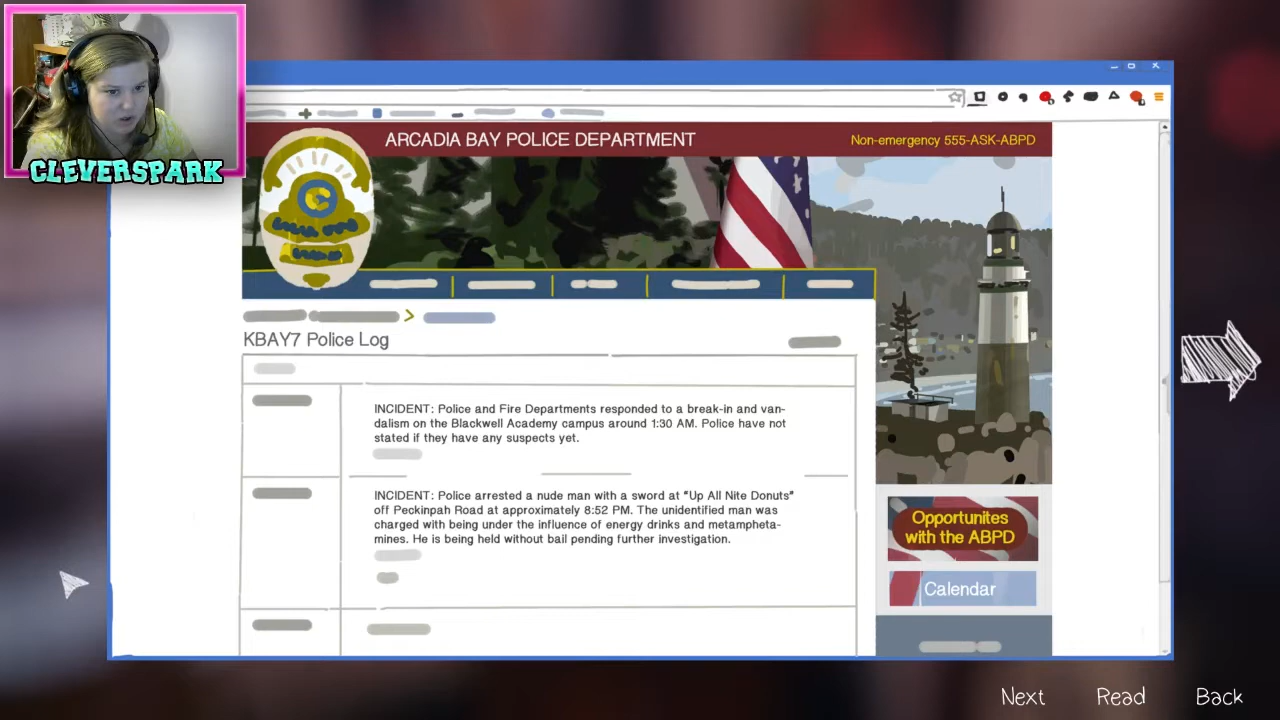 CLEVERSPARK
ARCADIA BAY POLICE DEPARTMENT
Non-emergency 555-ASK-ABPD
KBAY7 Police Log
INCIDENT: Police and Fire Departments responded to a break-in and van-
dalism on the Blackwell Academy campus around 1:30 AM. Police have not
stated if they have any suspects yet.
INCIDENT: Police arrested a nude man with a sword at "Up All Nite Donuts"
off Peckinpah Road at approximately 8:52 PM. The unidentified man was
charged with being under the influence of energy drinks and metampheta-
mines. He is being held without bail pending further investigation.
Opportunites
with the ABPD
Calendar
Next
Read
Back